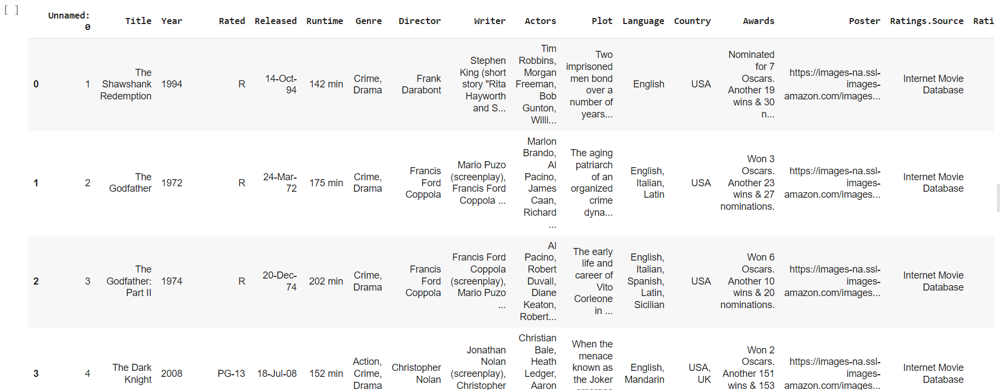 [ ]
Unnamed: 0 Title Year Rated Released Runtime Genre Director Writer Actors Plot Language Country Awards Poster Ratings.Source Rati
0 1 The Shawshank Redemption 1994 R 14-Oct-94 142 min Crime, Drama Frank Darabont Stephen King (short story "Rita Hayworth and S... Tim Robbins, Morgan Freeman, Bob Gunton, Willi... Two imprisoned men bond over a number of years... English USA Nominated for 7 Oscars. Another 19 wins & 30 n... https://images-na.ssl-images-amazon.com/images... Internet Movie Database
1 2 The Godfather 1972 R 24-Mar-72 175 min Crime, Drama Francis Ford Coppola Mario Puzo (screenplay), Francis Ford Coppola ... Marlon Brando, Al Pacino, James Caan, Richard ... The aging patriarch of an organized crime dyna... English, Italian, Latin USA Won 3 Oscars. Another 23 wins & 27 nominations. https://images-na.ssl-images-amazon.com/images... Internet Movie Database
2 3 The Godfather: Part II 1974 R 20-Dec-74 202 min Crime, Drama Francis Ford Coppola Francis Ford Coppola (screenplay), Mario Puzo ... Al Pacino, Robert Duvall, Diane Keaton, Robert... The early life and career of Vito Corleone in ... English, Italian, Spanish, Latin, Sicilian USA Won 6 Oscars. Another 10 wins & 20 nominations. https://images-na.ssl-images-amazon.com/images... Internet Movie Database
3 4 The Dark Knight 2008 PG-13 18-Jul-08 152 min Action, Crime, Drama Christopher Nolan Jonathan Nolan (screenplay), Christopher Christian Bale, Heath Ledger, Aaron When the menace known as the Joker English, Mandarin USA, UK Won 2 Oscars. Another 151 wins & 153 https://images-na.ssl-images-amazon.com/images... Internet Movie Database